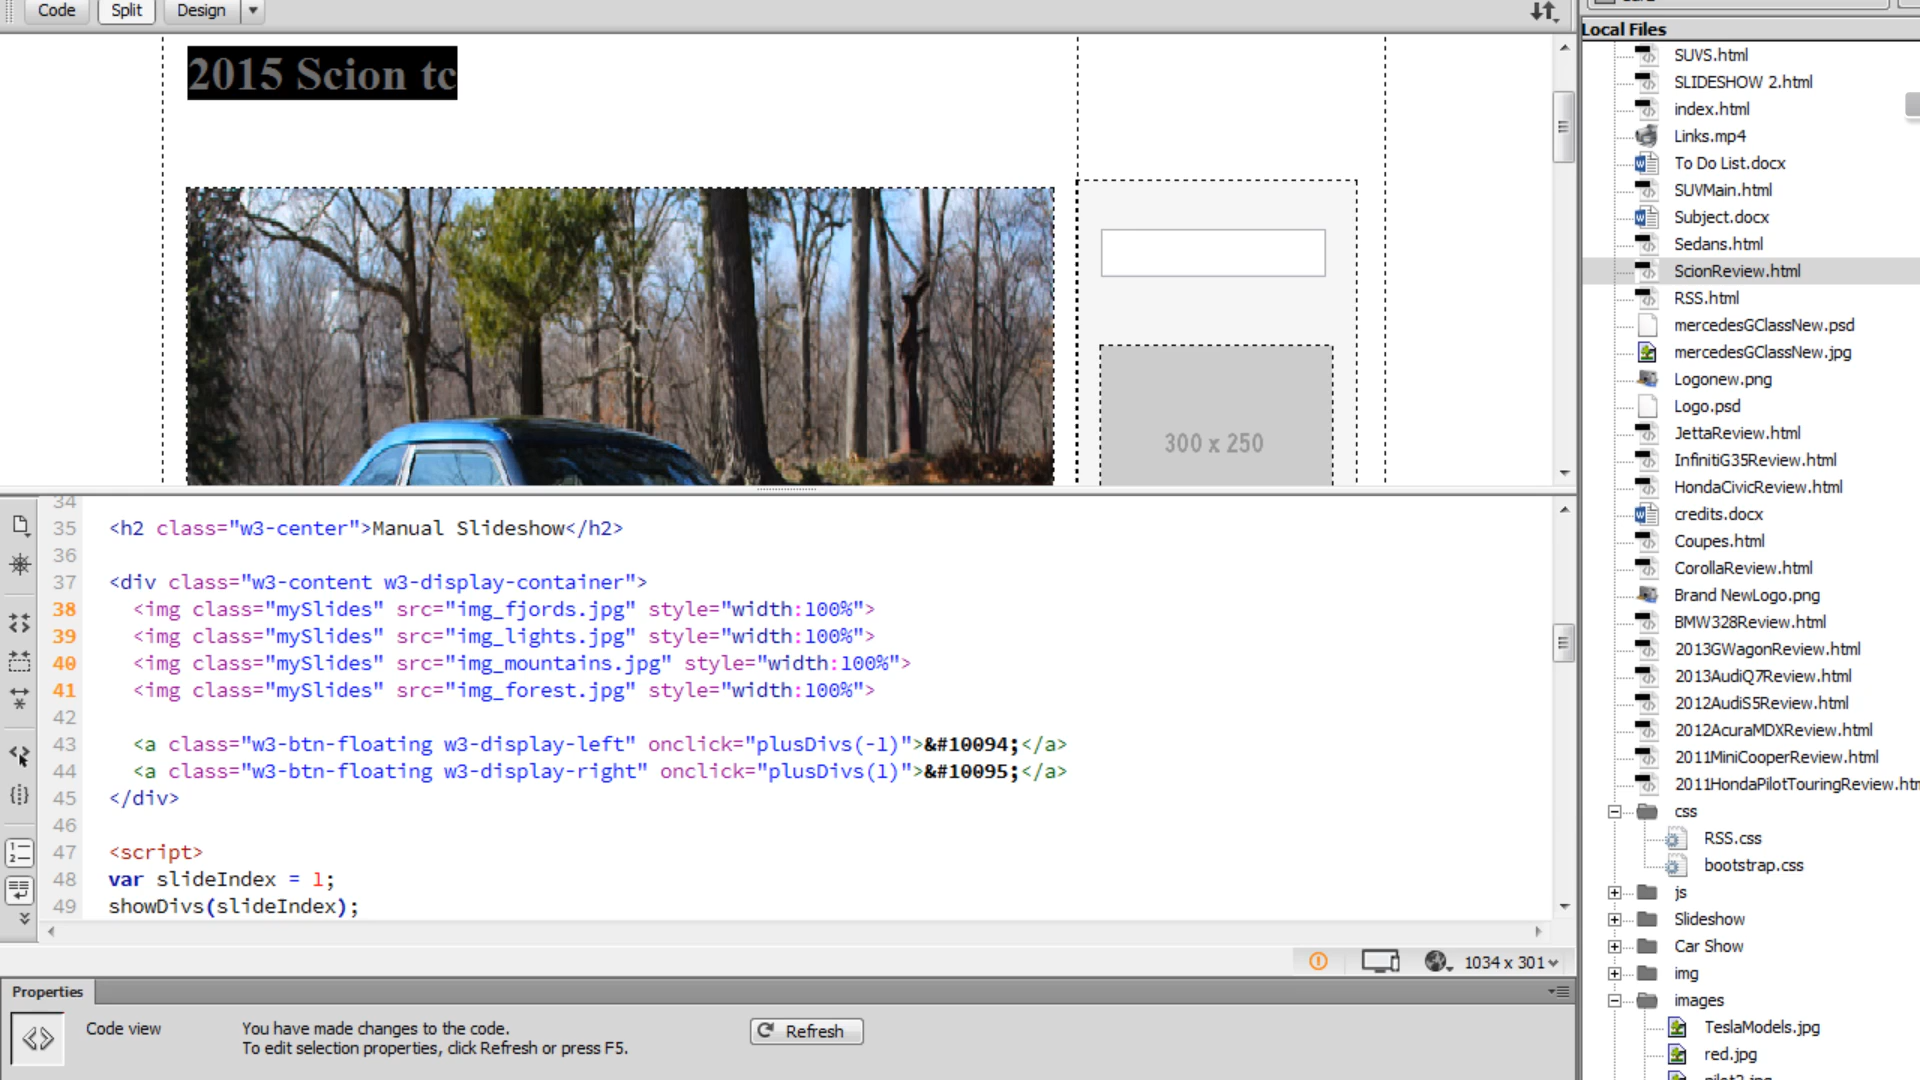 Code Split Design
2015 Scion tc
300 x 250
34
35 <h2 class="w3-center">Manual Slideshow</h2>
36
37 <div class="w3-content w3-display-container">
38 <img class="mySlides" src="img_fjords.jpg" style="width:100%">
39 <img class="mySlides" src="img_lights.jpg" style="width:100%">
40 <img class="mySlides" src="img_mountains.jpg" style="width:100%">
41 <img class="mySlides" src="img_forest.jpg" style="width:100%">
42
43 <a class="w3-btn-floating w3-display-left" onclick="plusDivs(-1)">&#10094;</a>
44 <a class="w3-btn-floating w3-display-right" onclick="plusDivs(1)">&#10095;</a>
45 </div>
46
47 <script>
48 var slideIndex = 1;
49 showDivs(slideIndex);
1034 x 301
Properties
Code view
You have made changes to the code.
To edit selection properties, click Refresh or press F5.
Refresh
Local Files
SUVS.html
SLIDESHOW 2.html
index.html
Links.mp4
To Do List.docx
SUVMain.html
Subject.docx
Sedans.html
ScionReview.html
RSS.html
mercedesGClassNew.psd
mercedesGClassNew.jpg
Logonew.png
Logo.psd
JettaReview.html
InfinitiG35Review.html
HondaCivicReview.html
credits.docx
Coupes.html
CorollaReview.html
Brand NewLogo.png
BMW328Review.html
2013GWagonReview.html
2013AudiQ7Review.html
2012AudiS5Review.html
2012AcuraMDXReview.html
2011MiniCooperReview.html
2011HondaPilotTouringReview.htm
css
RSS.css
bootstrap.css
js
Slideshow
Car Show
img
images
TeslaModels.jpg
red.jpg